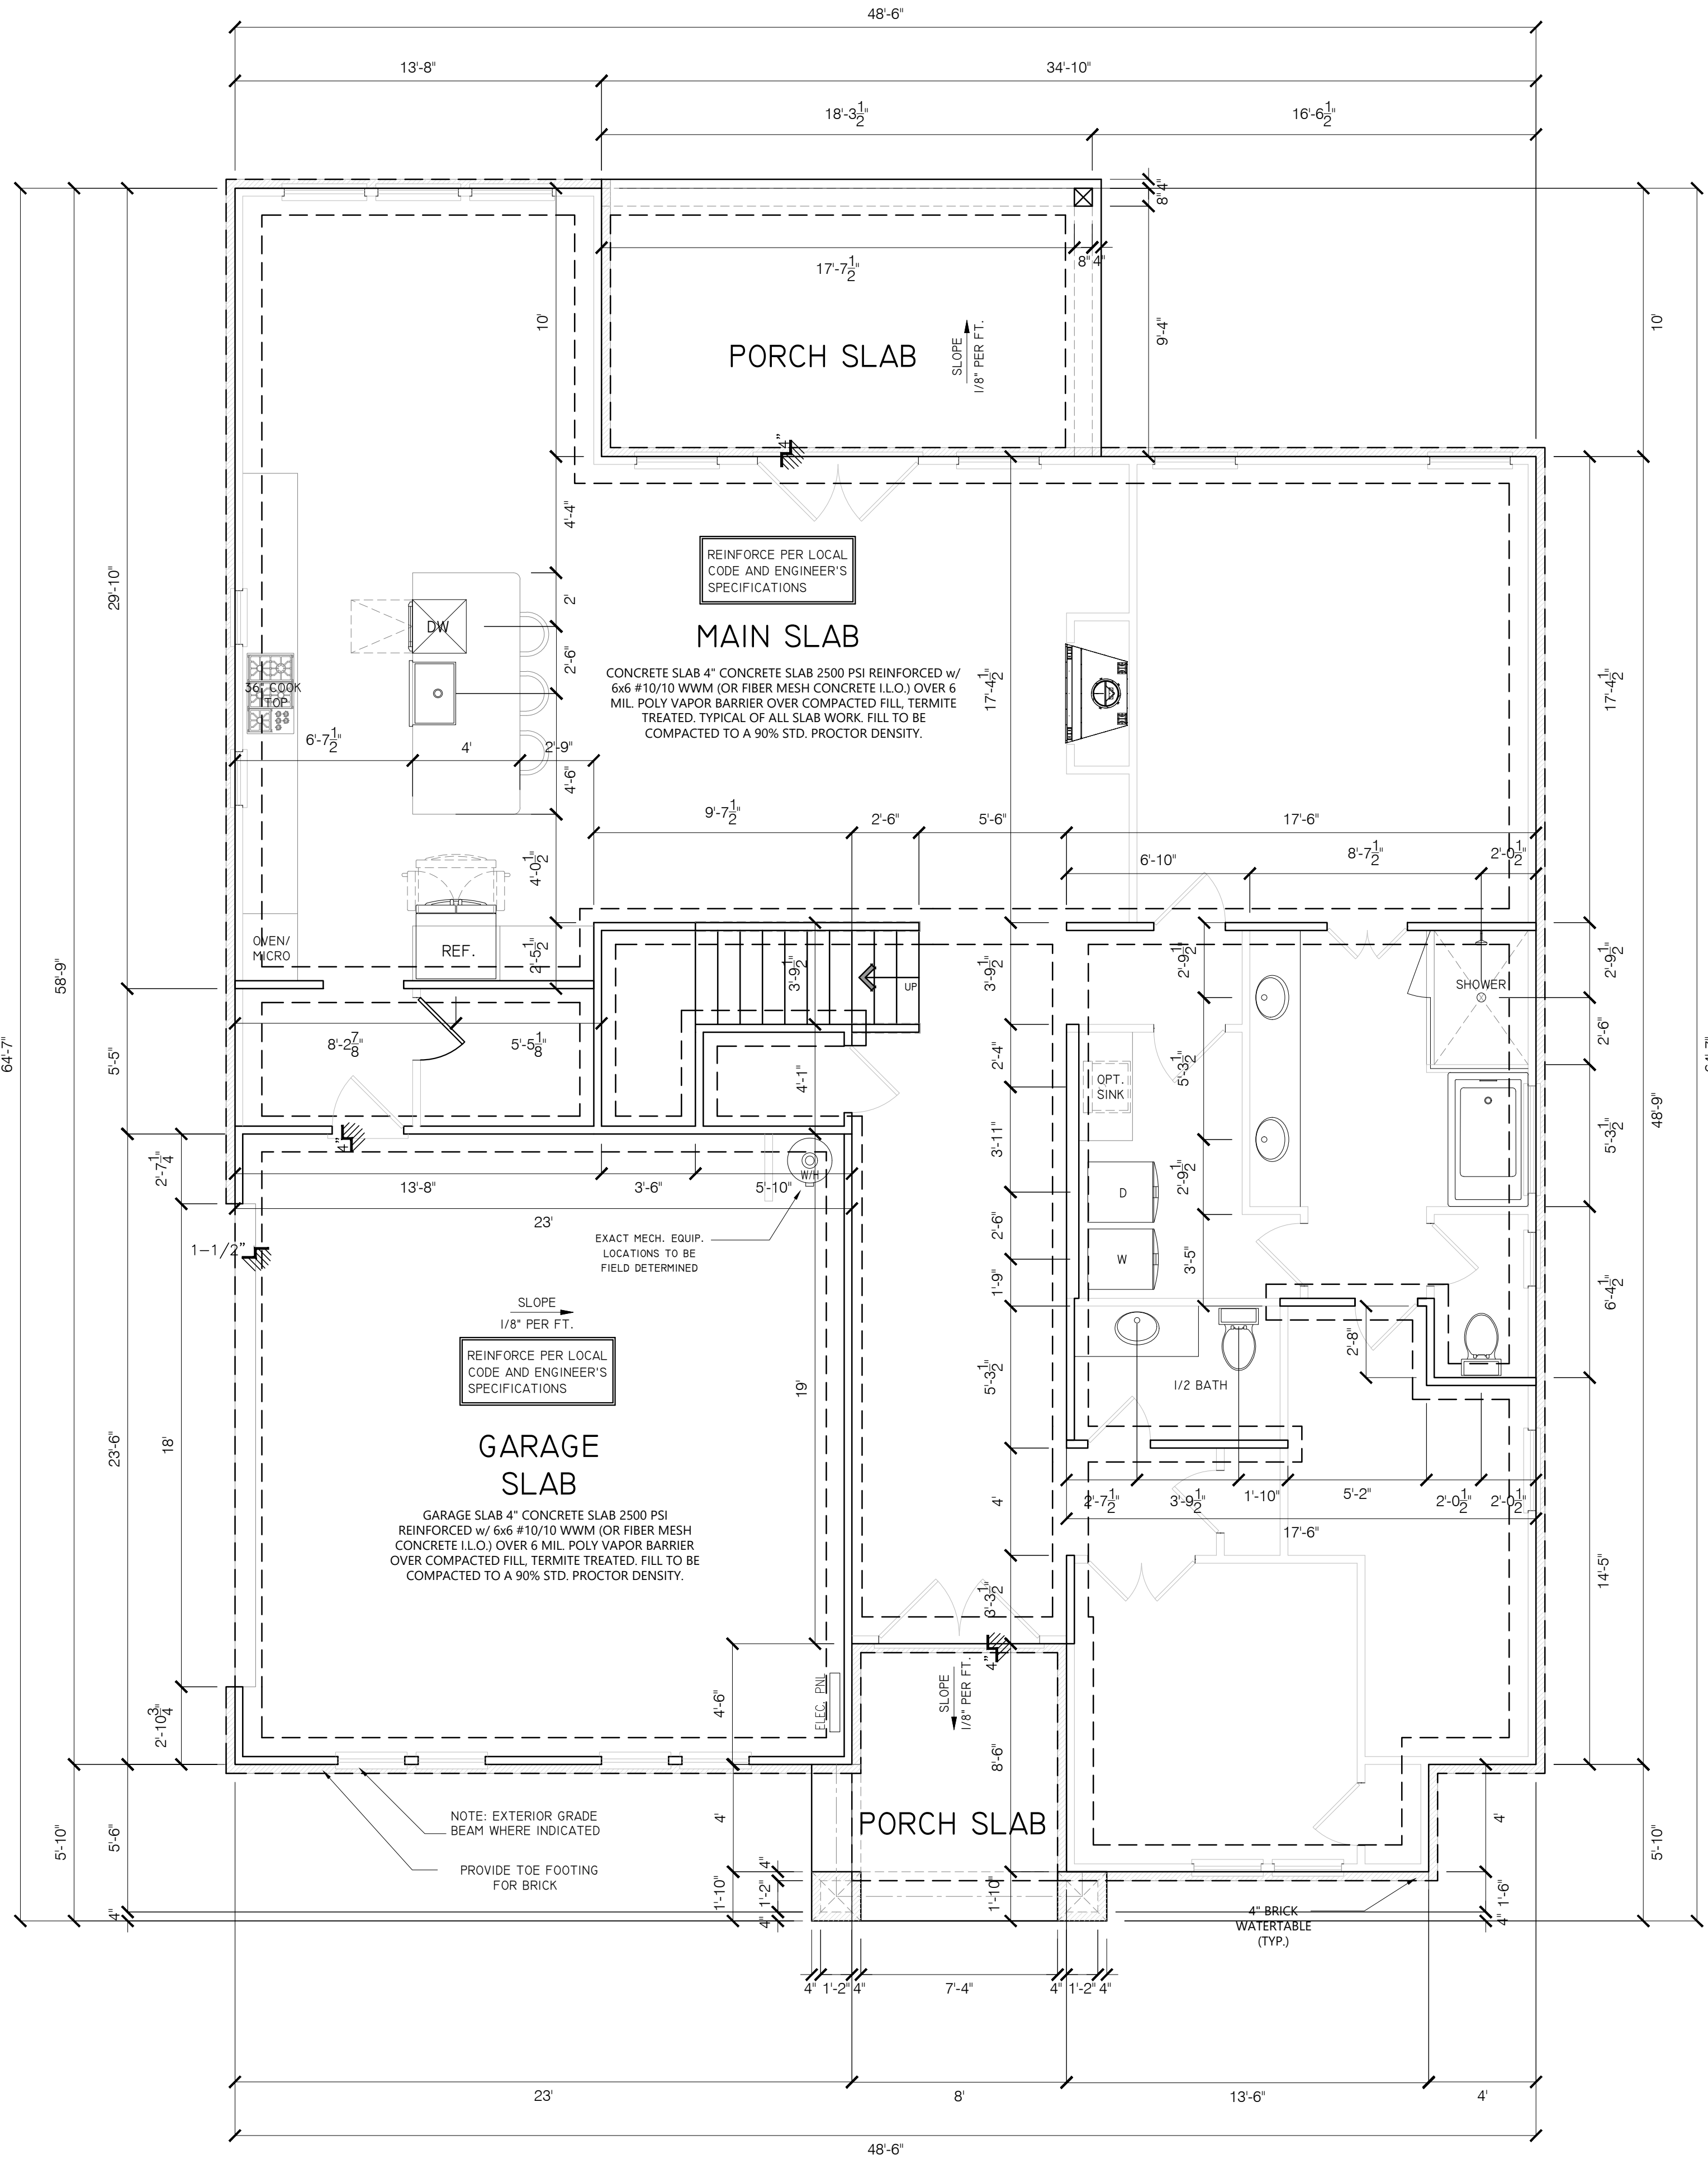 48'-6"
13'-8"
34'-10"
18'-3 1/2"
16'-6 1/2"
8" 4"
17'-7 1/2"
8" 4"
10'
PORCH SLAB
SLOPE
1/8" PER FT.
9'-4"
10'
4"
4'-4"
REINFORCE PER LOCAL
CODE AND ENGINEER'S
SPECIFICATIONS
29'-10"
2'
DW
MAIN SLAB
2'-6"
CONCRETE SLAB 4" CONCRETE SLAB 2500 PSI REINFORCED w/
6x6 #10/10 WWM (OR FIBER MESH CONCRETE I.L.O.) OVER 6
MIL. POLY VAPOR BARRIER OVER COMPACTED FILL, TERMITE
TREATED. TYPICAL OF ALL SLAB WORK. FILL TO BE
COMPACTED TO A 90% STD. PROCTOR DENSITY.
36" COOK
TOP
17'-4 1/2"
17'-4 1/2"
6'-7 1/2"
4'
2'-9"
4'-6"
9'-7 1/2"
2'-6"
5'-6"
17'-6"
6'-10"
8'-7 1/2"
2'-0 1/2"
4'-0 1/2"
OVEN/
MICRO
REF.
2'-5 1/2"
3'-9 1/2"
UP
3'-9 1/2"
2'-9 1/2"
SHOWER
2'-9 1/2"
58'-9"
64'-7"
5'-5"
8'-2 7/8"
5'-5 1/8"
4'-1"
2'-4"
OPT.
SINK
5'-3 1/2"
2'-6"
48'-9"
4"
2'-7 1/4"
13'-8"
3'-6"
5'-10"
W/H
3'-11"
D
2'-9 1/2"
5'-3 1/2"
23'
1-1/2"
EXACT MECH. EQUIP.
LOCATIONS TO BE
FIELD DETERMINED
2'-6"
W
3'-5"
1'-9"
6'-4 1/2"
SLOPE
1/8" PER FT.
REINFORCE PER LOCAL
CODE AND ENGINEER'S
SPECIFICATIONS
19'
5'-3 1/2"
1/2 BATH
2'-8"
23'-6"
18'
GARAGE
SLAB
GARAGE SLAB 4" CONCRETE SLAB 2500 PSI
REINFORCED w/ 6x6 #10/10 WWM (OR FIBER MESH
CONCRETE I.L.O.) OVER 6 MIL. POLY VAPOR BARRIER
OVER COMPACTED FILL, TERMITE TREATED. FILL TO BE
COMPACTED TO A 90% STD. PROCTOR DENSITY.
4'
2'-7 1/2"
3'-9 1/2"
1'-10"
5'-2"
2'-0 1/2"
2'-0 1/2"
17'-6"
14'-5"
3'-3 1/2"
4"
2'-10 3/4"
4'-6"
ELEC. PNL
SLOPE
1/8" PER FT.
8'-6"
NOTE: EXTERIOR GRADE
BEAM WHERE INDICATED
4'
PORCH SLAB
4'
5'-10"
5'-6"
PROVIDE TOE FOOTING
FOR BRICK
5'-10"
4"
1'-10"
4" 1'-2" 4"
1'-10"
4" BRICK
WATERTABLE
(TYP.)
4" 1'-6"
4" 1'-2" 4"
7'-4"
4" 1'-2" 4"
23'
8'
13'-6"
4'
48'-6"